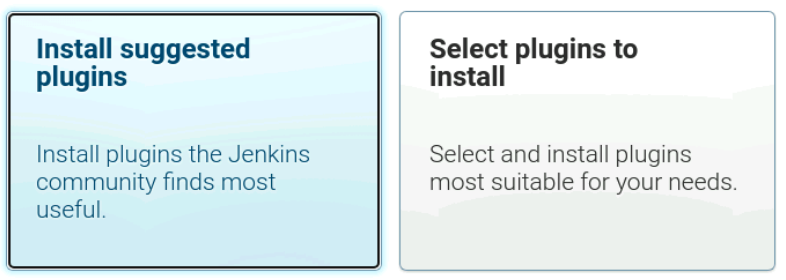 Install suggested
plugins
Install plugins the Jenkins
community finds most
useful.
Select plugins to
install
Select and install plugins
most suitable for your needs.